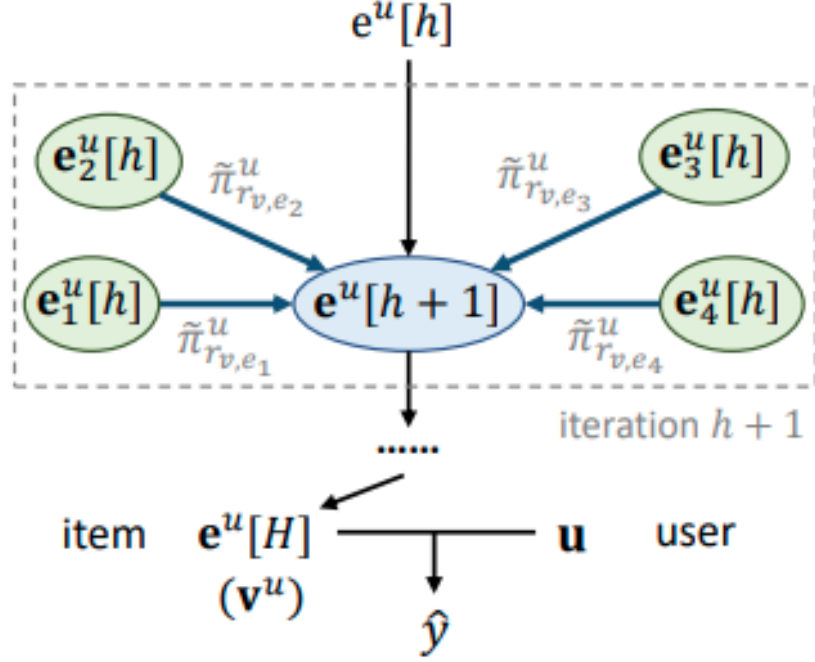 e^u[h]
e_2^u[h] π̃^u_{r_{v,e_2}} π̃^u_{r_{v,e_3}} e_3^u[h]
e_1^u[h] e^u[h + 1] e_4^u[h]
π̃^u_{r_{v,e_1}} π̃^u_{r_{v,e_4}}
iteration h + 1
......
item e^u[H] u user
(v^u)
ŷ